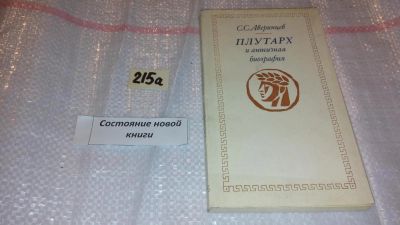 215а
Состояние новой
книги
С.С.Аверинцев
ПЛУТАРХ
и античная
биография